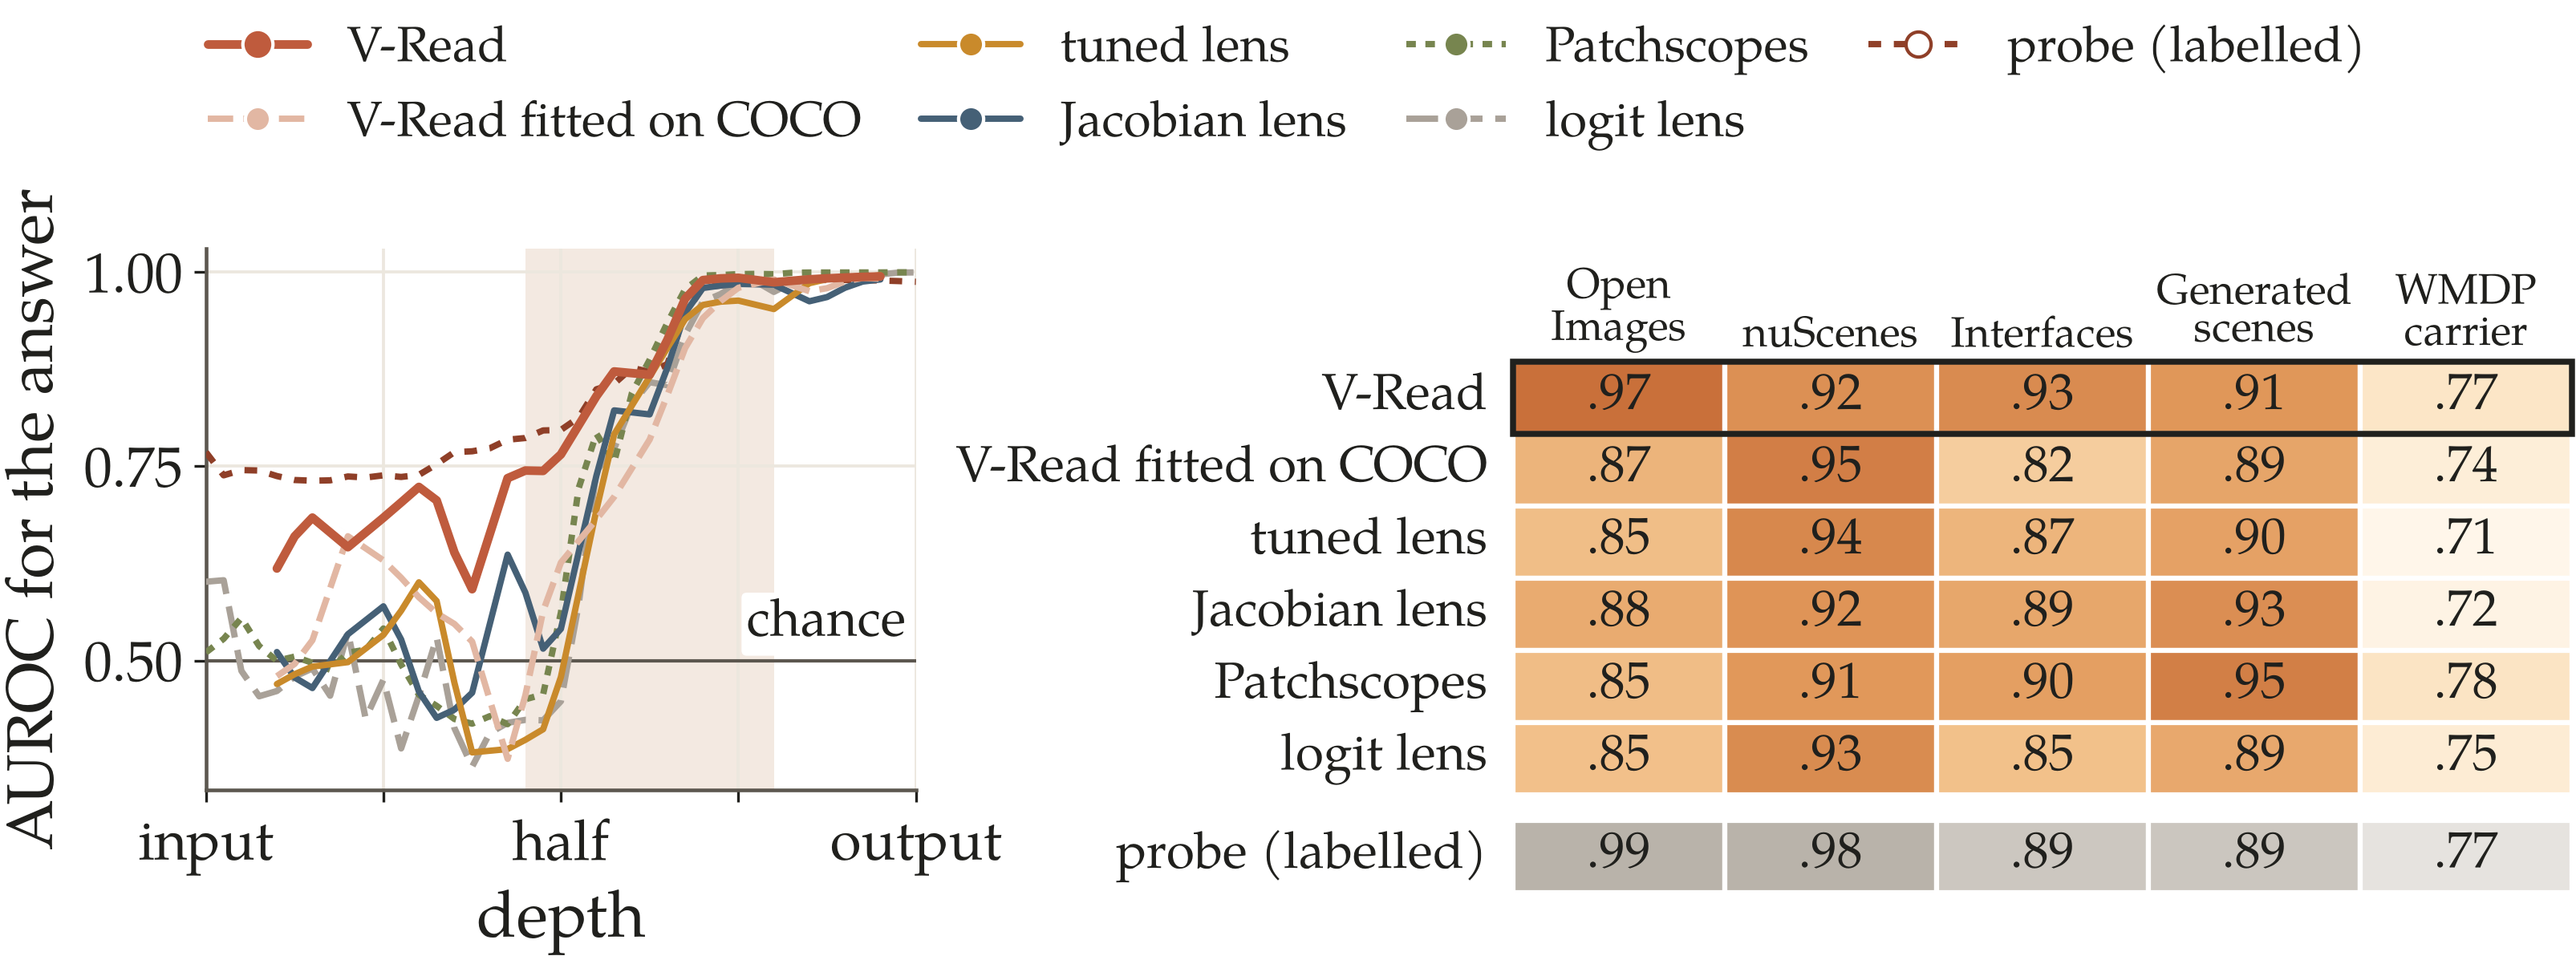 V-Read
tuned lens
Patchscopes
probe (labelled)
V-Read fitted on COCO
Jacobian lens
logit lens
AUROC for the answer
1.00
0.75
0.50
chance
input
half
output
depth
Open
Images
nuScenes
Interfaces
Generated
scenes
WMDP
carrier
V-Read .97 .92 .93 .91 .77
V-Read fitted on COCO .87 .95 .82 .89 .74
tuned lens .85 .94 .87 .90 .71
Jacobian lens .88 .92 .89 .93 .72
Patchscopes .85 .91 .90 .95 .78
logit lens .85 .93 .85 .89 .75
probe (labelled) .99 .98 .89 .89 .77